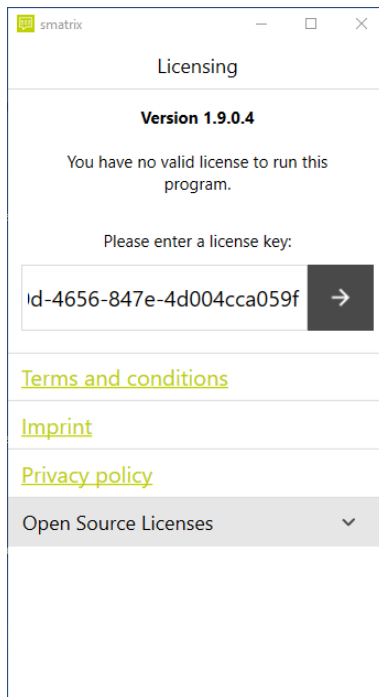 smatrix
Licensing
Version 1.9.0.4
You have no valid license to run this
program.
Please enter a license key:
d-4656-847e-4d004cca059f
Terms and conditions
Imprint
Privacy policy
Open Source Licenses